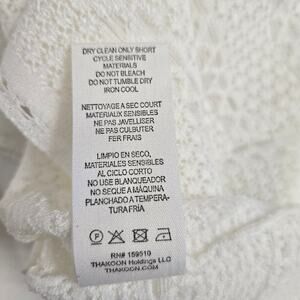 DRY CLEAN ONLY SHORT
CYCLE SENSITIVE
MATERIALS
DO NOT BLEACH
DO NOT TUMBLE DRY
IRON COOL
NETTOYAGE A SEC COURT
MATERIAUX SENSIBLES
NE PAS JAVELLISER
NE PAS CULBUTER
FER FRAIS
LIMPIO EN SECO,
MATERIALES SENSIBLES
AL CICLO CORTO
NO USE BLANQUEADOR
NO SEQUE A MÁQUINA
PLANCHADO A TEMPERA-
TURA FRÍA
P
RN# 159510
THAKOON Holdings LLC
THAKOON.COM